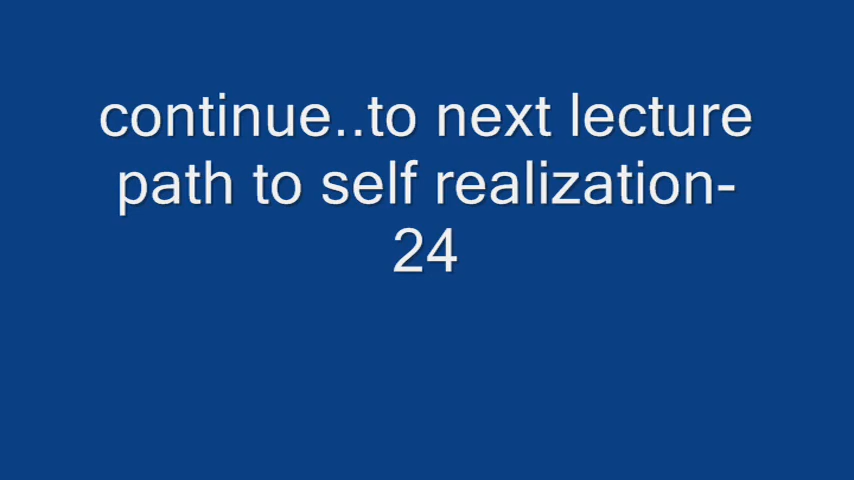 continue..to next lecture
path to self realization-
24